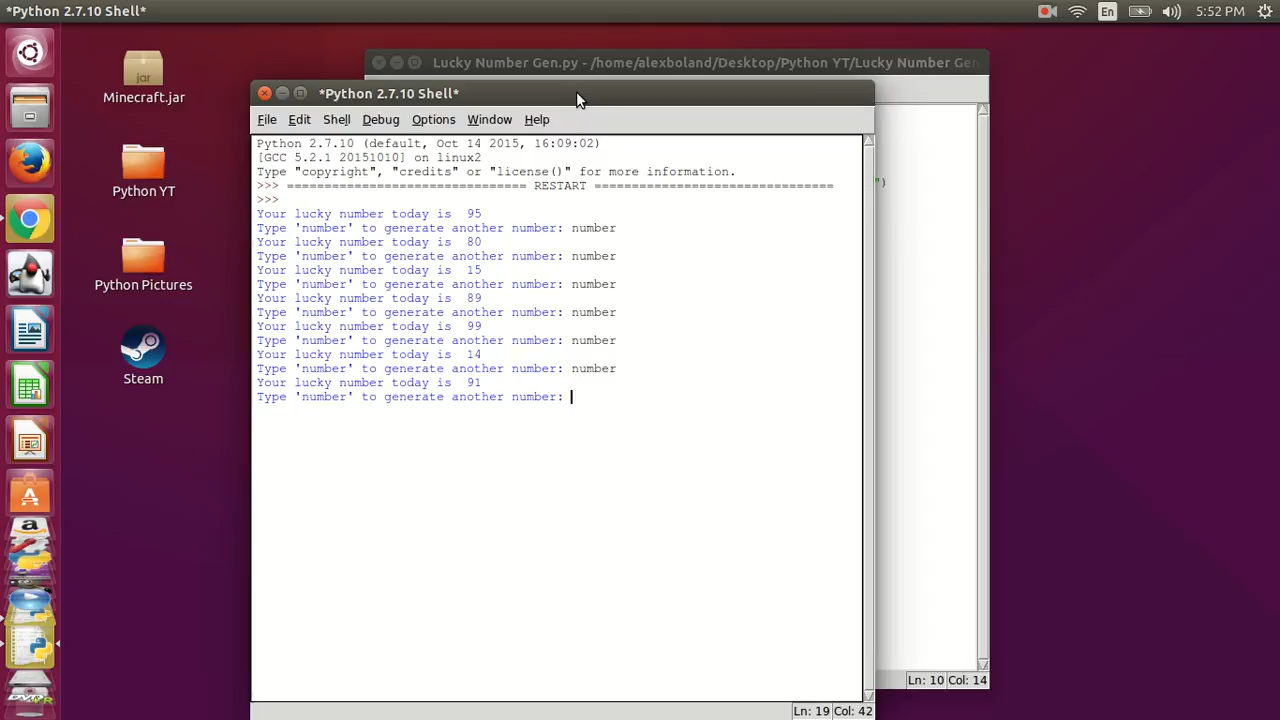 *Python 2.7.10 Shell*
En
5:52 PM
jar
Minecraft.jar
Python YT
Python Pictures
Steam
Lucky Number Gen.py - /home/alexboland/Desktop/Python YT/Lucky Number Gen
*Python 2.7.10 Shell*
File Edit Shell Debug Options Window Help
Python 2.7.10 (default, Oct 14 2015, 16:09:02)
[GCC 5.2.1 20151010] on linux2
Type "copyright", "credits" or "license()" for more information.
>>> ================================ RESTART ================================
>>>
Your lucky number today is  95
Type 'number' to generate another number: number
Your lucky number today is  80
Type 'number' to generate another number: number
Your lucky number today is  15
Type 'number' to generate another number: number
Your lucky number today is  89
Type 'number' to generate another number: number
Your lucky number today is  99
Type 'number' to generate another number: number
Your lucky number today is  14
Type 'number' to generate another number: number
Your lucky number today is  91
Type 'number' to generate another number:
")
Ln: 10 Col: 14
Ln: 19 Col: 42